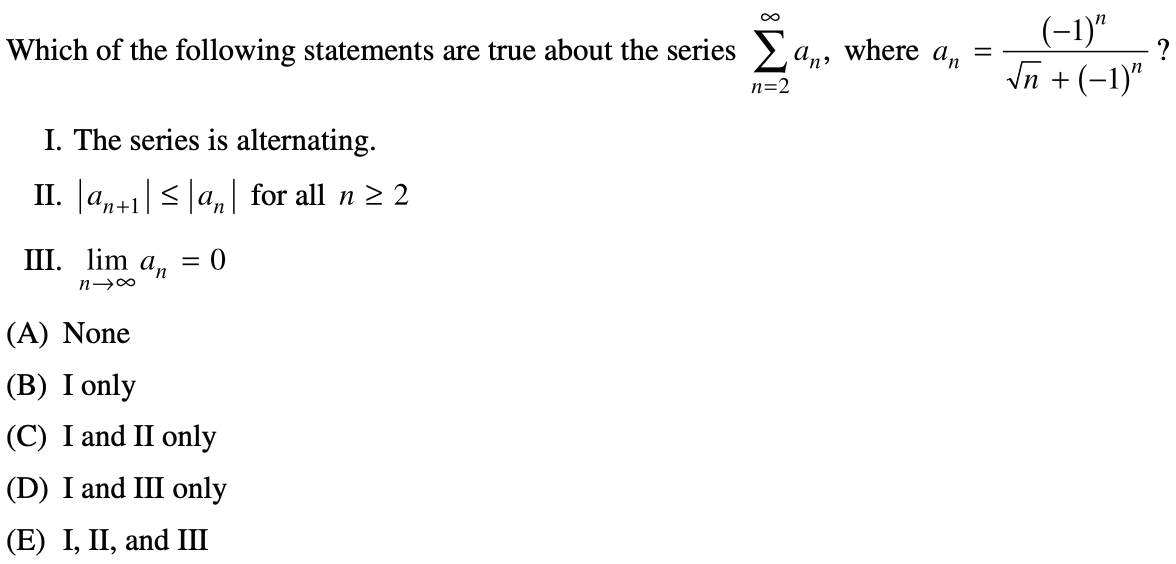 Which of the following statements are true about the series $\sum_{n=2}^{\infty} a_n$, where $a_n = \frac{(-1)^n}{\sqrt{n} + (-1)^n}$?
I. The series is alternating.
II. $|a_{n+1}| \le |a_n|$ for all $n \ge 2$
III. $\lim_{n \to \infty} a_n = 0$
(A) None
(B) I only
(C) I and II only
(D) I and III only
(E) I, II, and III